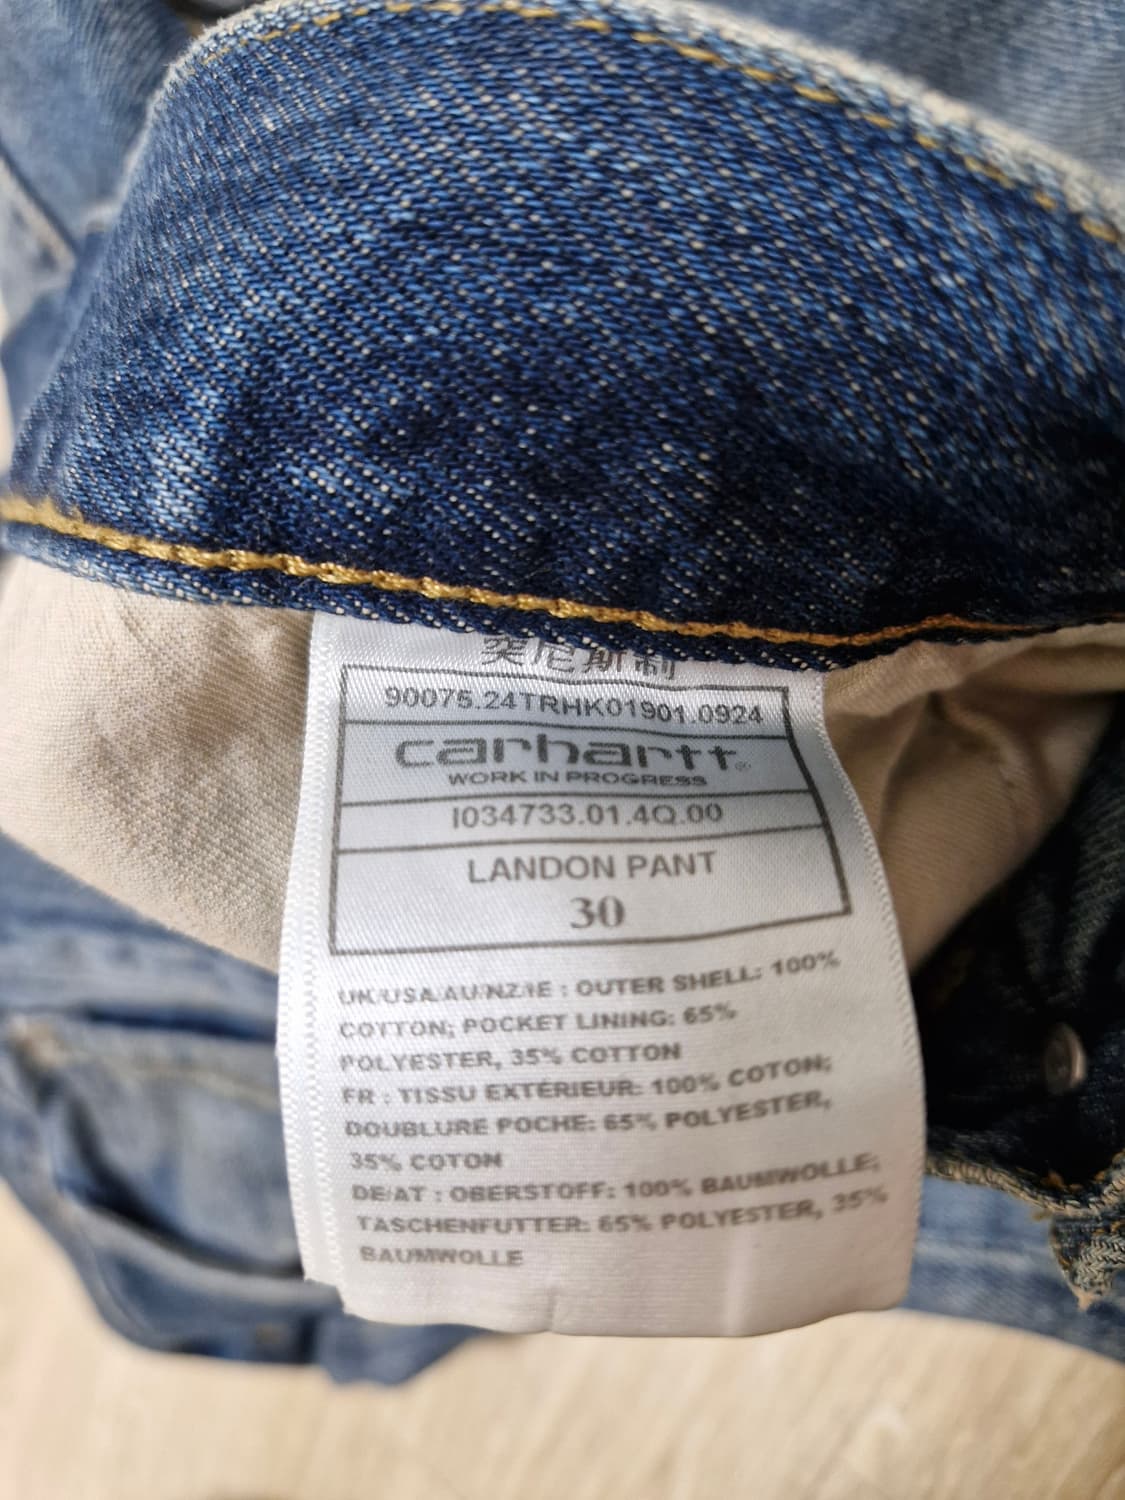 突尼斯制
90075.24TRHK01901.0924
carhartt®
WORK IN PROGRESS
I034733.01.4Q.00
LANDON PANT
30
UK/USA/AU/NZ/IE : OUTER SHELL: 100%
COTTON; POCKET LINING: 65%
POLYESTER, 35% COTTON
FR : TISSU EXTÉRIEUR: 100% COTON;
DOUBLURE POCHE: 65% POLYESTER,
35% COTON
DE/AT : OBERSTOFF: 100% BAUMWOLLE;
TASCHENFUTTER: 65% POLYESTER, 35%
BAUMWOLLE